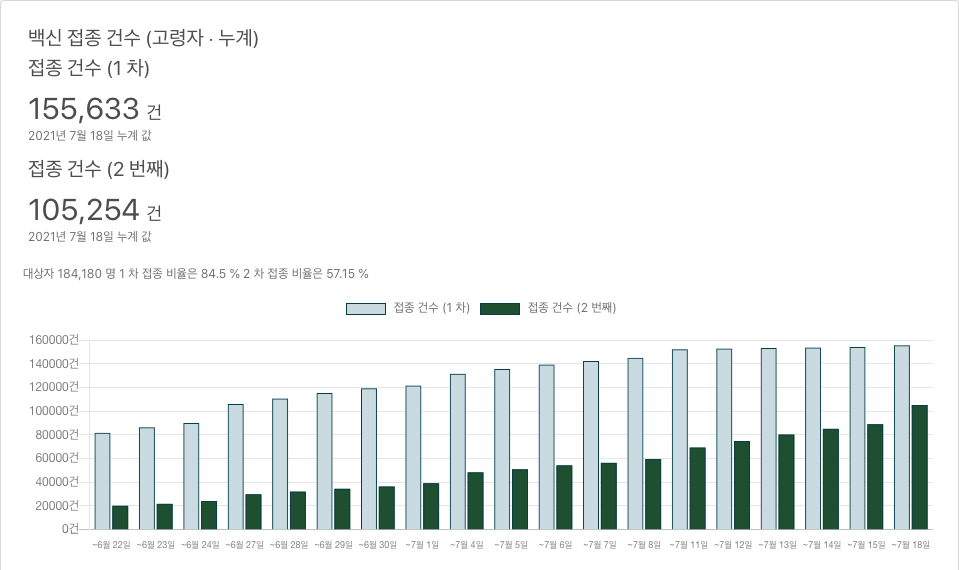 백신 접종 건수 (고령자 · 누계)
접종 건수 (1 차)
155,633 건
2021년 7월 18일 누계 값
접종 건수 (2 번째)
105,254 건
2021년 7월 18일 누계 값
대상자 184,180 명 1 차 접종 비율은 84.5 % 2 차 접종 비율은 57.15 %
접종 건수 (1 차) 접종 건수 (2 번째)
160000건
140000건
120000건
100000건
80000건
60000건
40000건
20000건
0건
~6월 22일 ~6월 23일 ~6월 24일 ~6월 27일 ~6월 28일 ~6월 29일 ~6월 30일 ~7월 1일 ~7월 4일 ~7월 5일 ~7월 6일 ~7월 7일 ~7월 8일 ~7월 11일 ~7월 12일 ~7월 13일 ~7월 14일 ~7월 15일 ~7월 18일